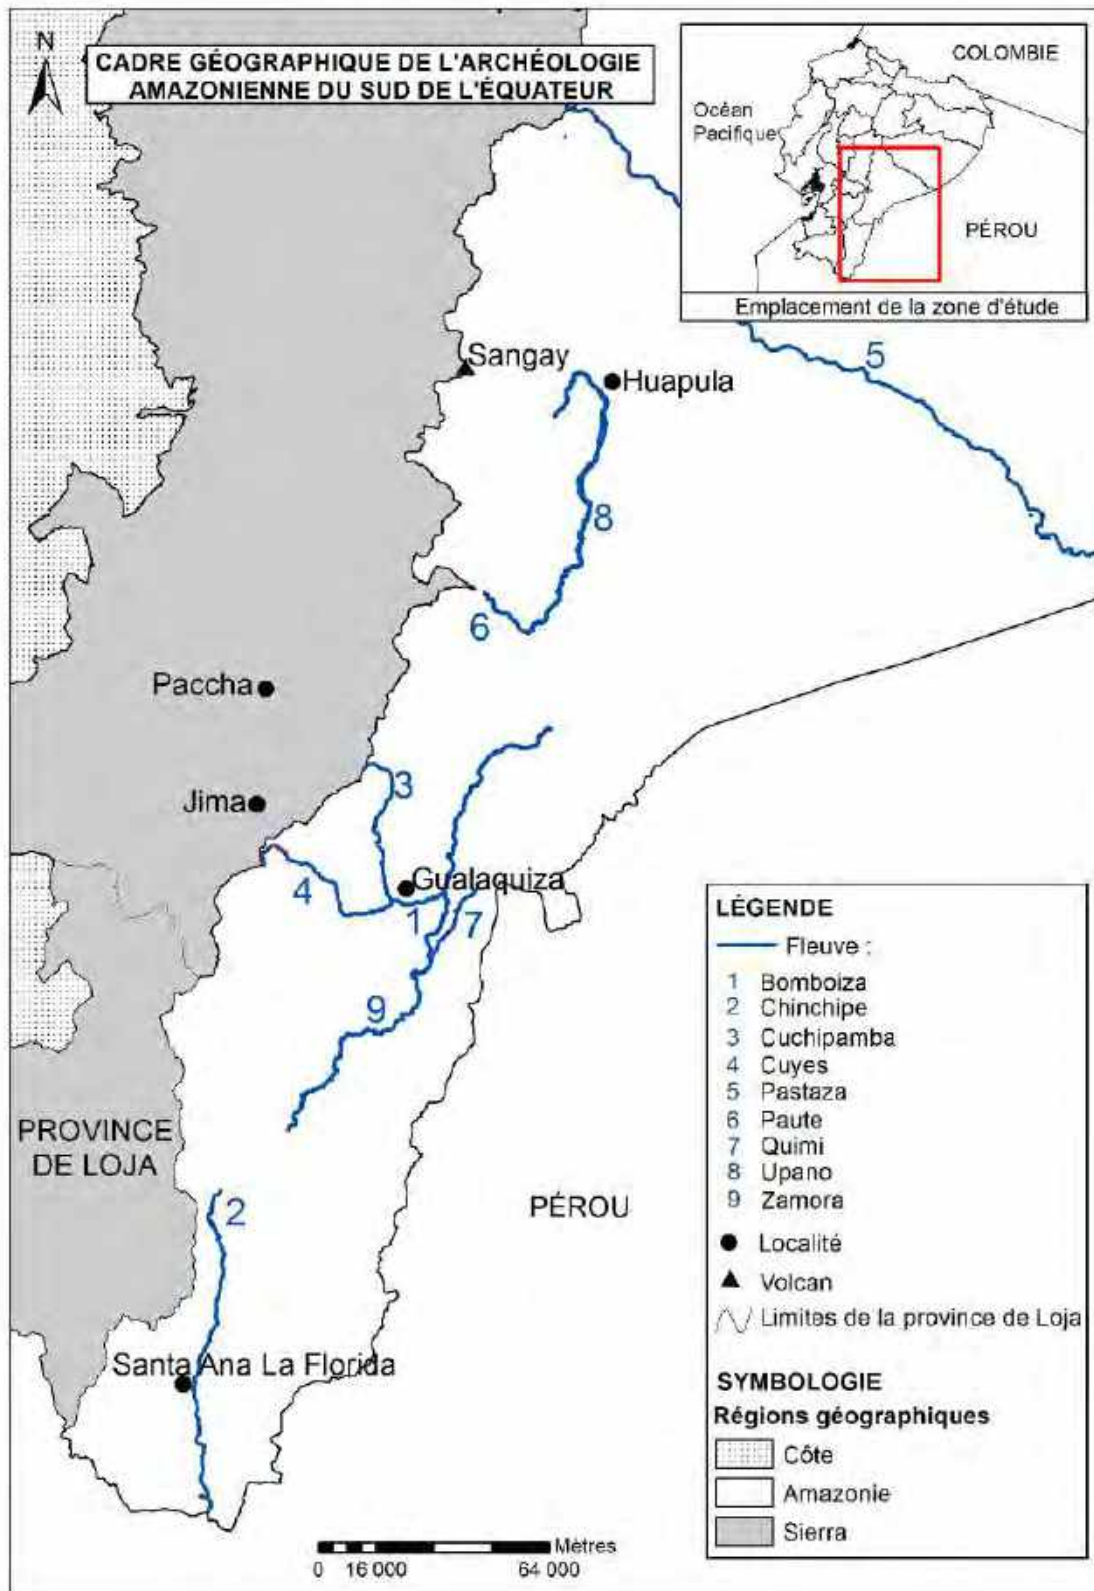 N
CADRE GÉOGRAPHIQUE DE L'ARCHÉOLOGIE
AMAZONIENNE DU SUD DE L'ÉQUATEUR
COLOMBIE
Océan
Pacifique
PÉROU
Emplacement de la zone d'étude
5
Sangay
Huapula
8
6
Paccha
3
Jima
Gualaquiza
4
1
7
9
PROVINCE
DE LOJA
2
PÉROU
Santa Ana La Florida
LÉGENDE
Fleuve :
1 Bomboiza
2 Chinchipe
3 Cuchipamba
4 Cuyes
5 Pastaza
6 Paute
7 Quimi
8 Upano
9 Zamora
Localité
Volcan
Limites de la province de Loja
SYMBOLOGIE
Régions géographiques
Côte
Amazonie
Sierra
Mètres
0 16 000 64 000